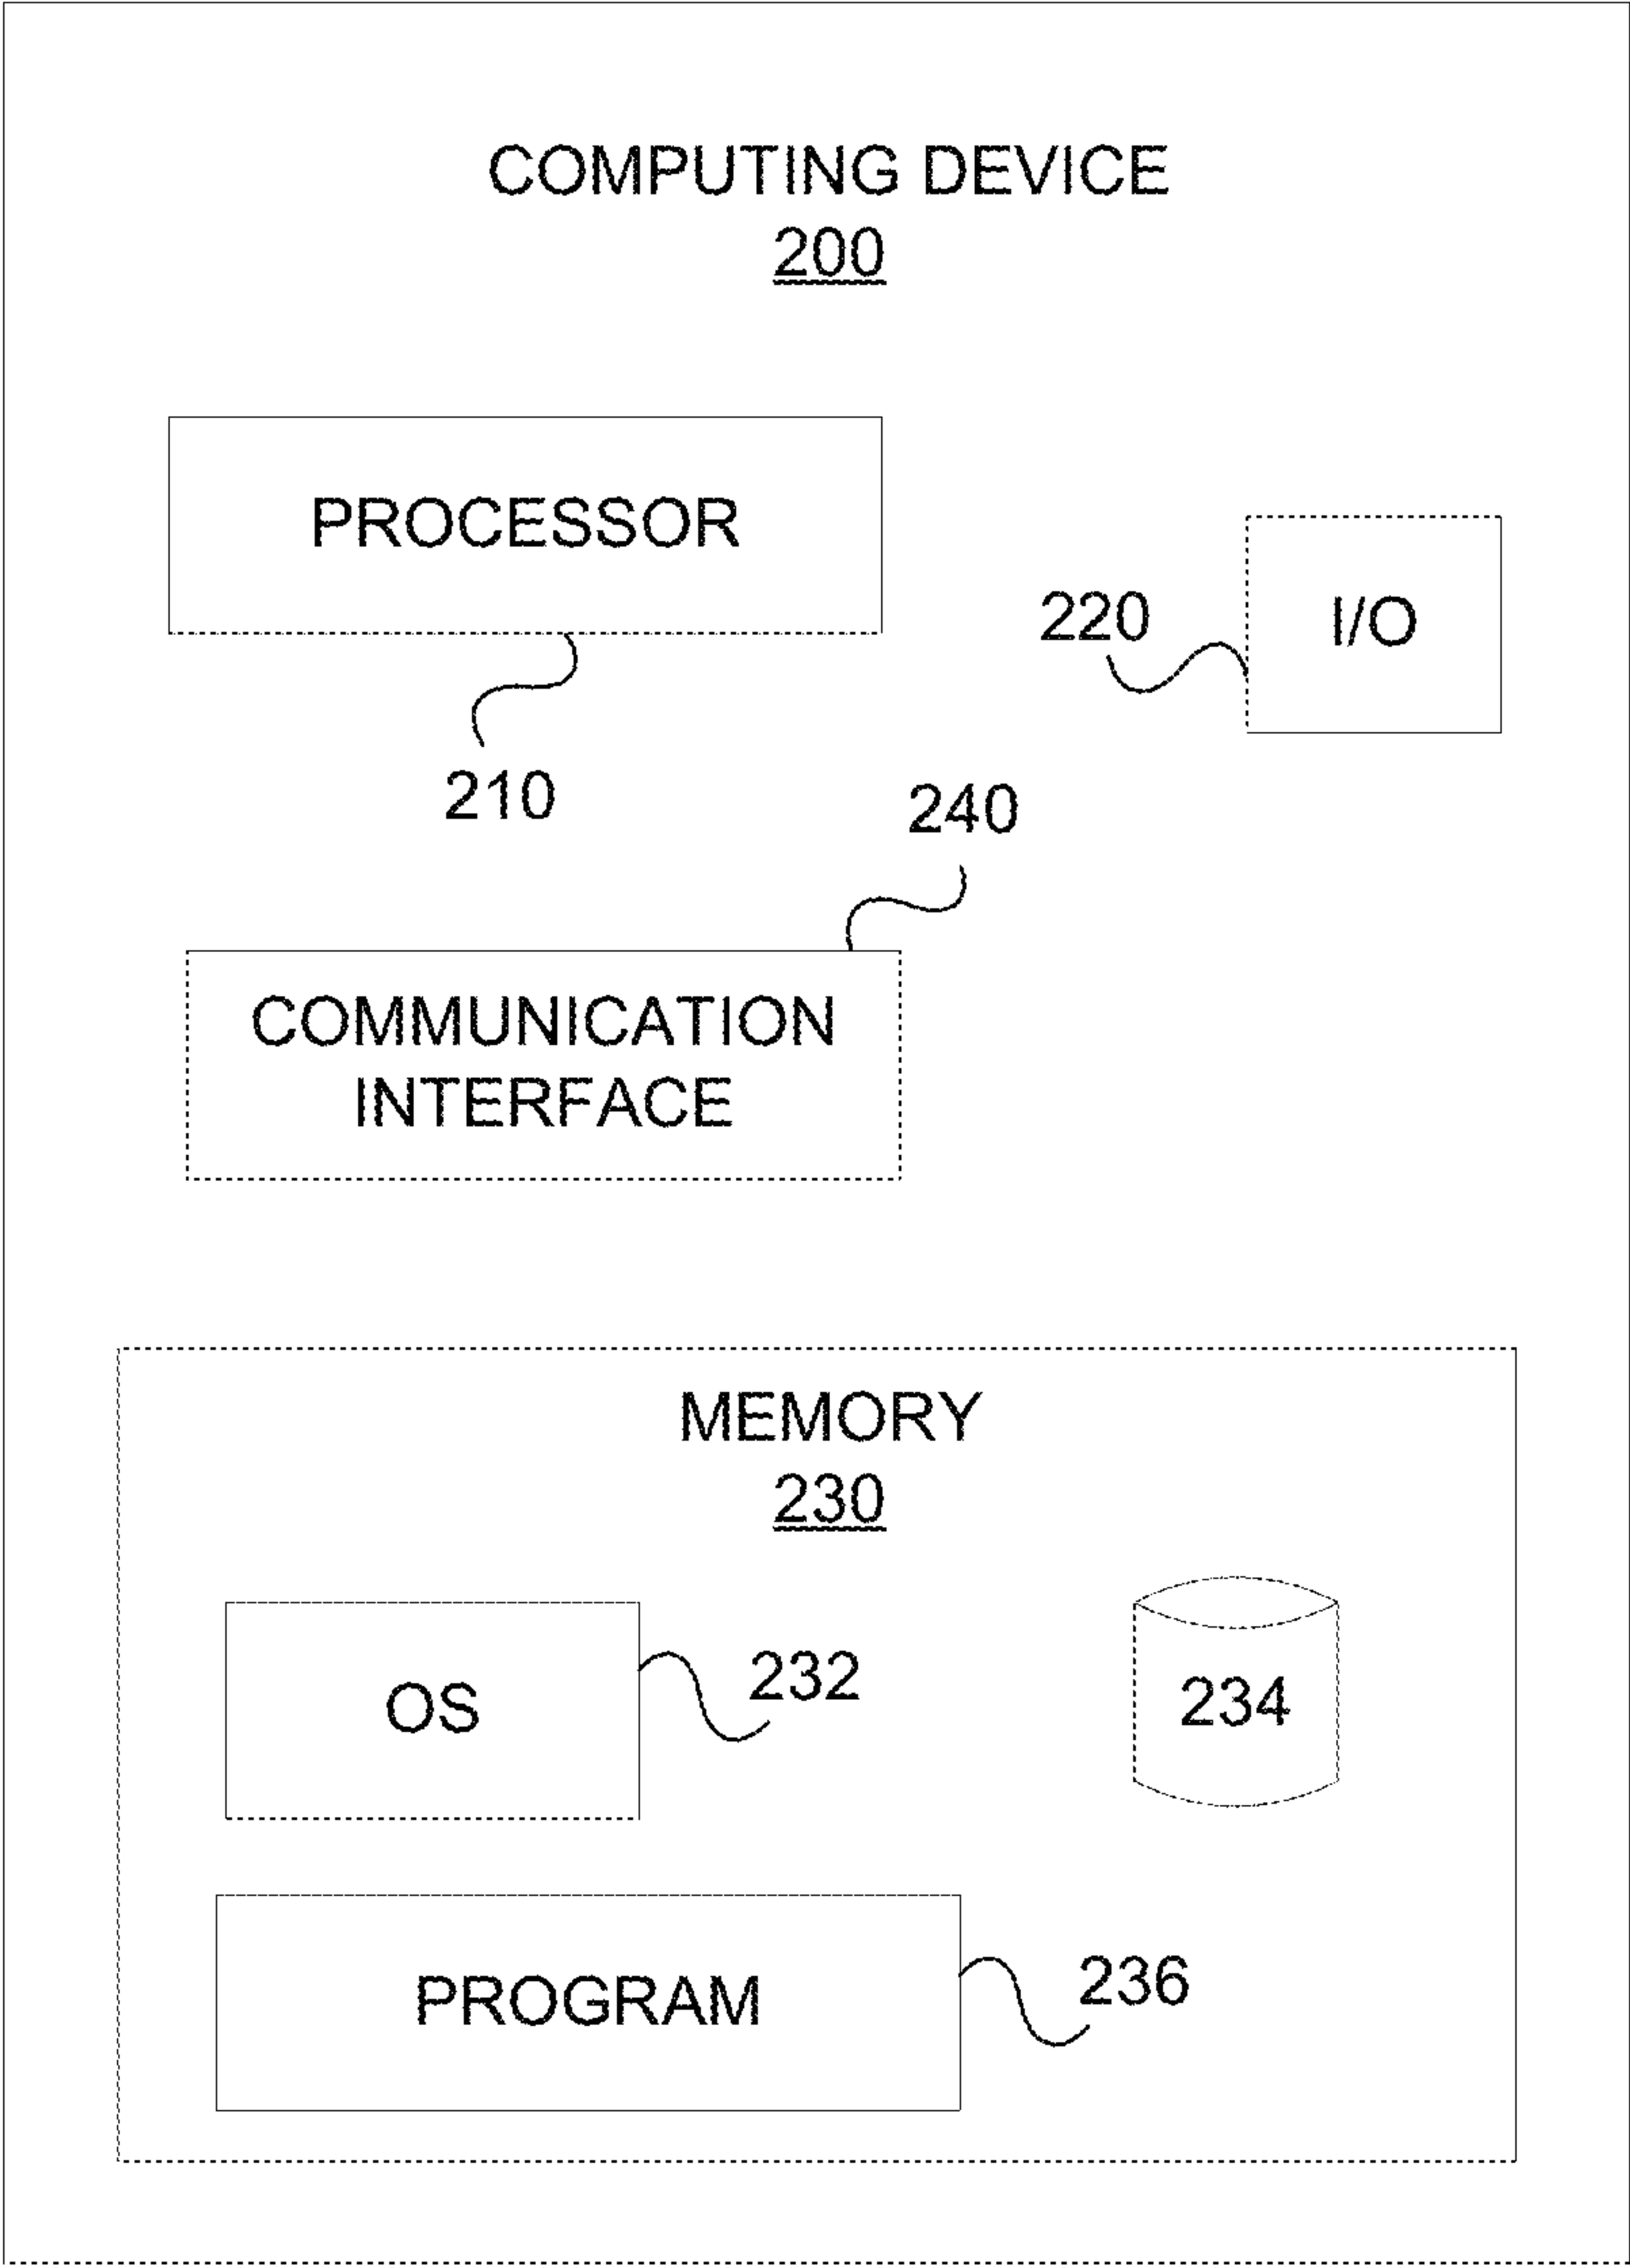 COMPUTING DEVICE
200
PROCESSOR
I/O
220
210
240
COMMUNICATION
INTERFACE
MEMORY
230
OS
232
234
PROGRAM
236